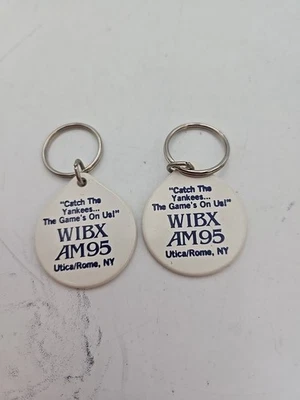 "Catch The
Yankees...
The Game's On Us!"
WIBX
AM95
Utica/Rome, NY
"Catch The
Yankees...
The Game's On Us!"
WIBX
AM95
Utica/Rome, NY